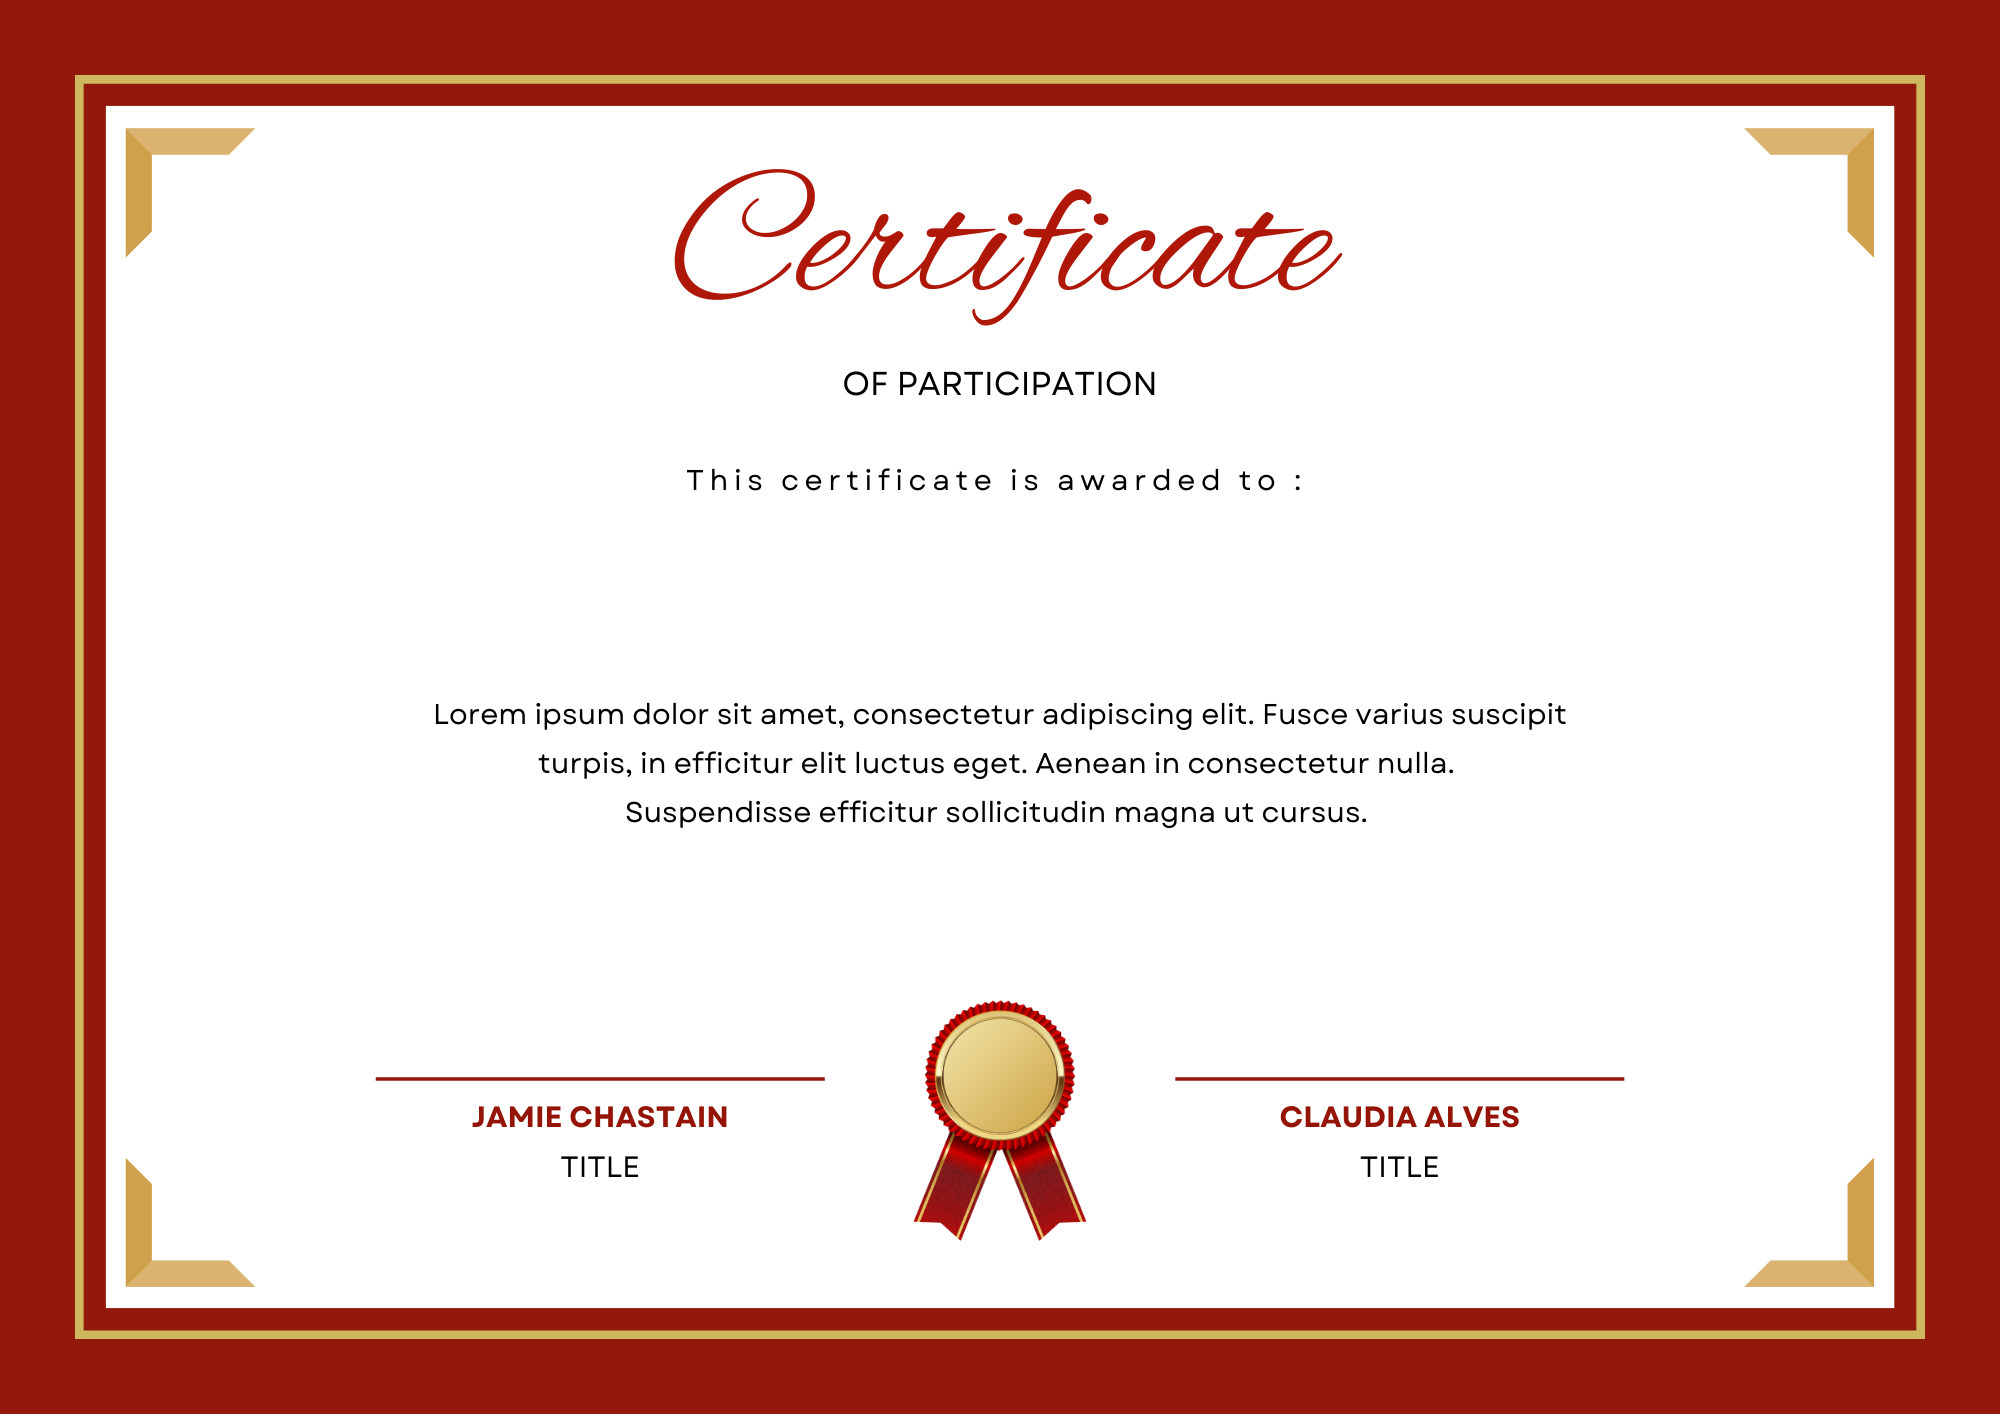 Certificate
OF PARTICIPATION
This certificate is awarded to :
Lorem ipsum dolor sit amet, consectetur adipiscing elit. Fusce varius suscipit
turpis, in efficitur elit luctus eget. Aenean in consectetur nulla.
Suspendisse efficitur sollicitudin magna ut cursus.
JAMIE CHASTAIN
TITLE
CLAUDIA ALVES
TITLE